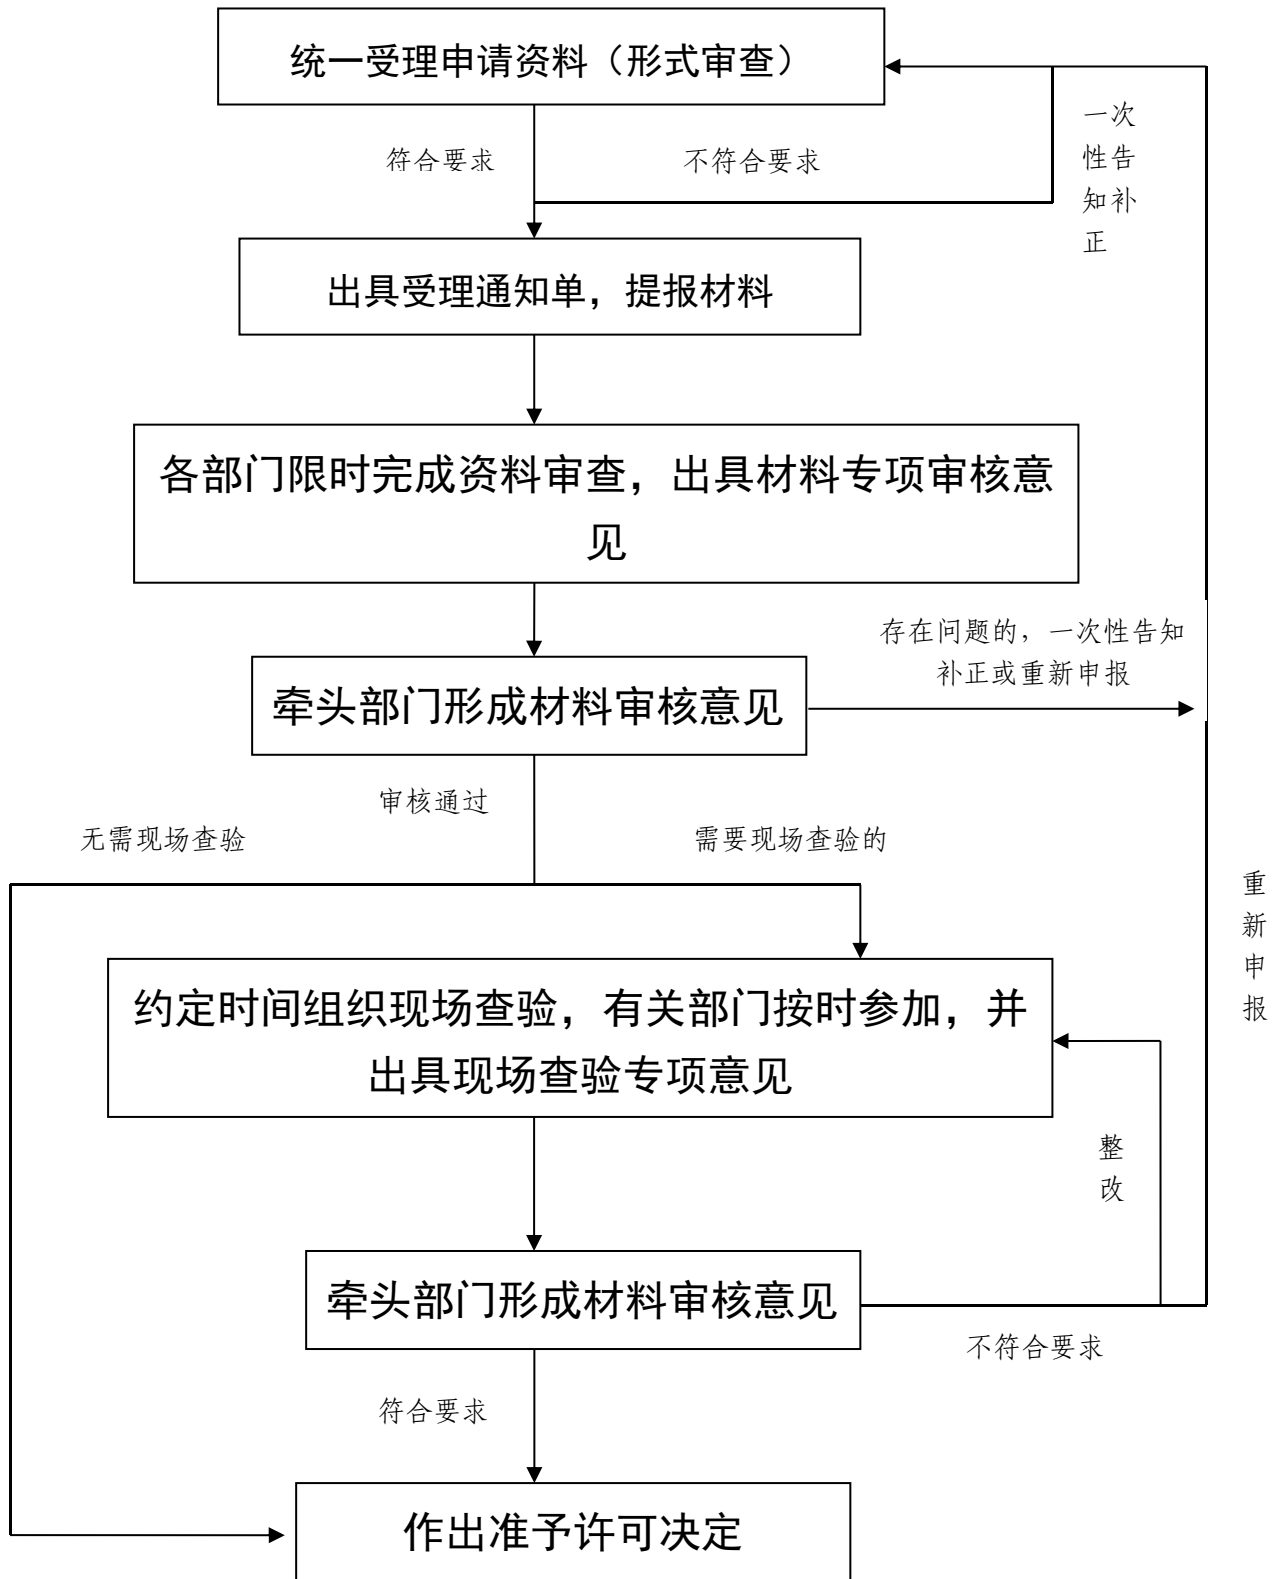 统一受理申请资料（形式审查）
一次
性告
知补
正
符合要求
不符合要求
出具受理通知单，提报材料
各部门限时完成资料审查，出具材料专项审核意
见
存在问题的，一次性告知
补正或重新申报
牵头部门形成材料审核意见
审核通过
无需现场查验
需要现场查验的
重
新
申
报
约定时间组织现场查验，有关部门按时参加，并
出具现场查验专项意见
整
改
牵头部门形成材料审核意见
不符合要求
符合要求
作出准予许可决定